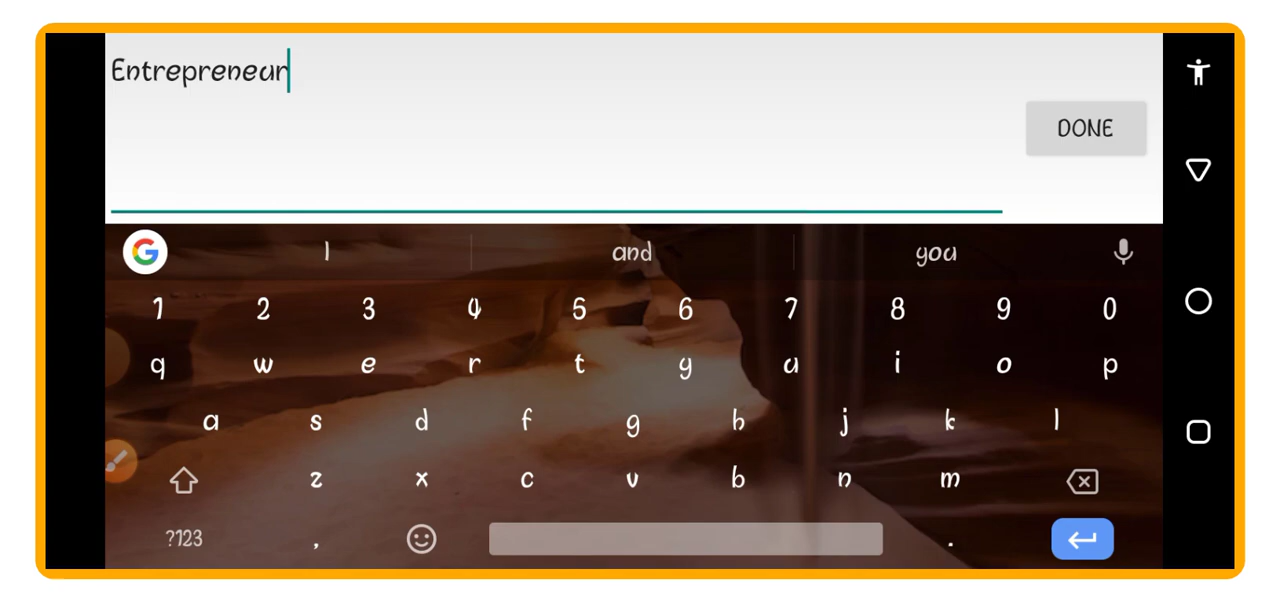 Entrepreneur
DONE
I and you
1 2 3 4 5 6 7 8 9 0
q w e r t y u i o p
a s d f g h j k l
z x c v b n m
?123 , .